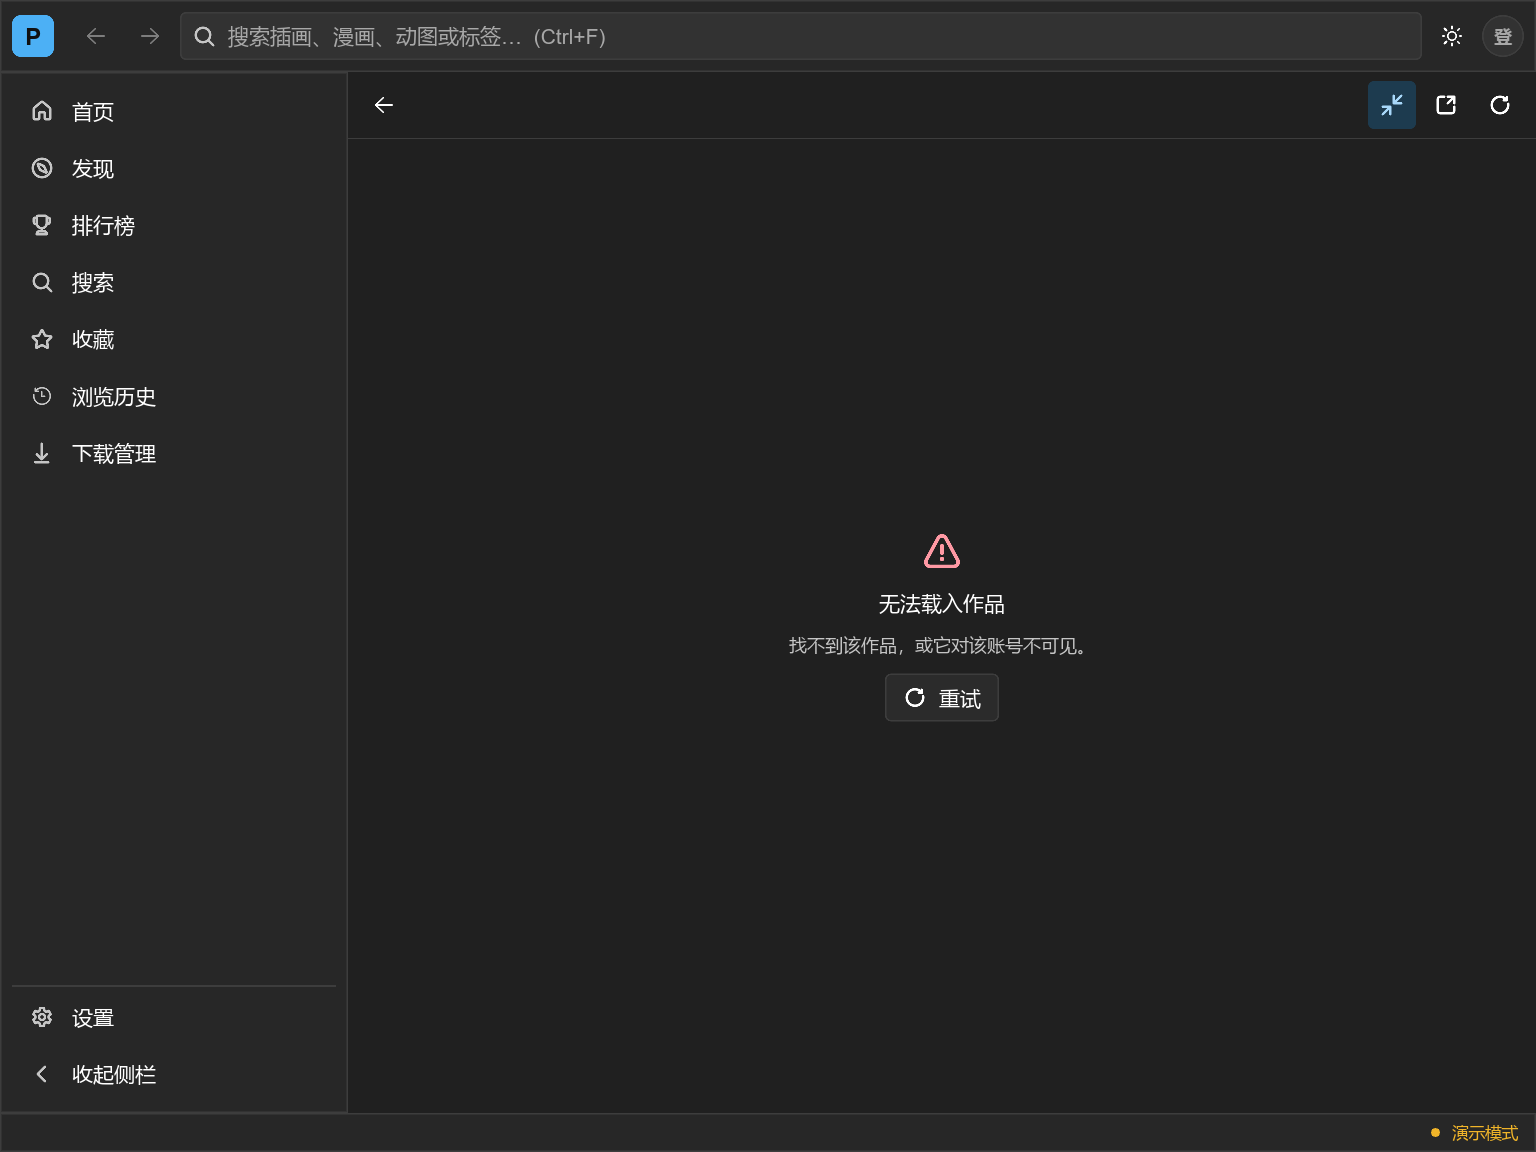 P
搜索插画、漫画、动图或标签... (Ctrl+F)
登
首页
发现
排行榜
搜索
收藏
浏览历史
下载管理
无法载入作品
找不到该作品，或它对该账号不可见。
重试
设置
收起侧栏
演示模式